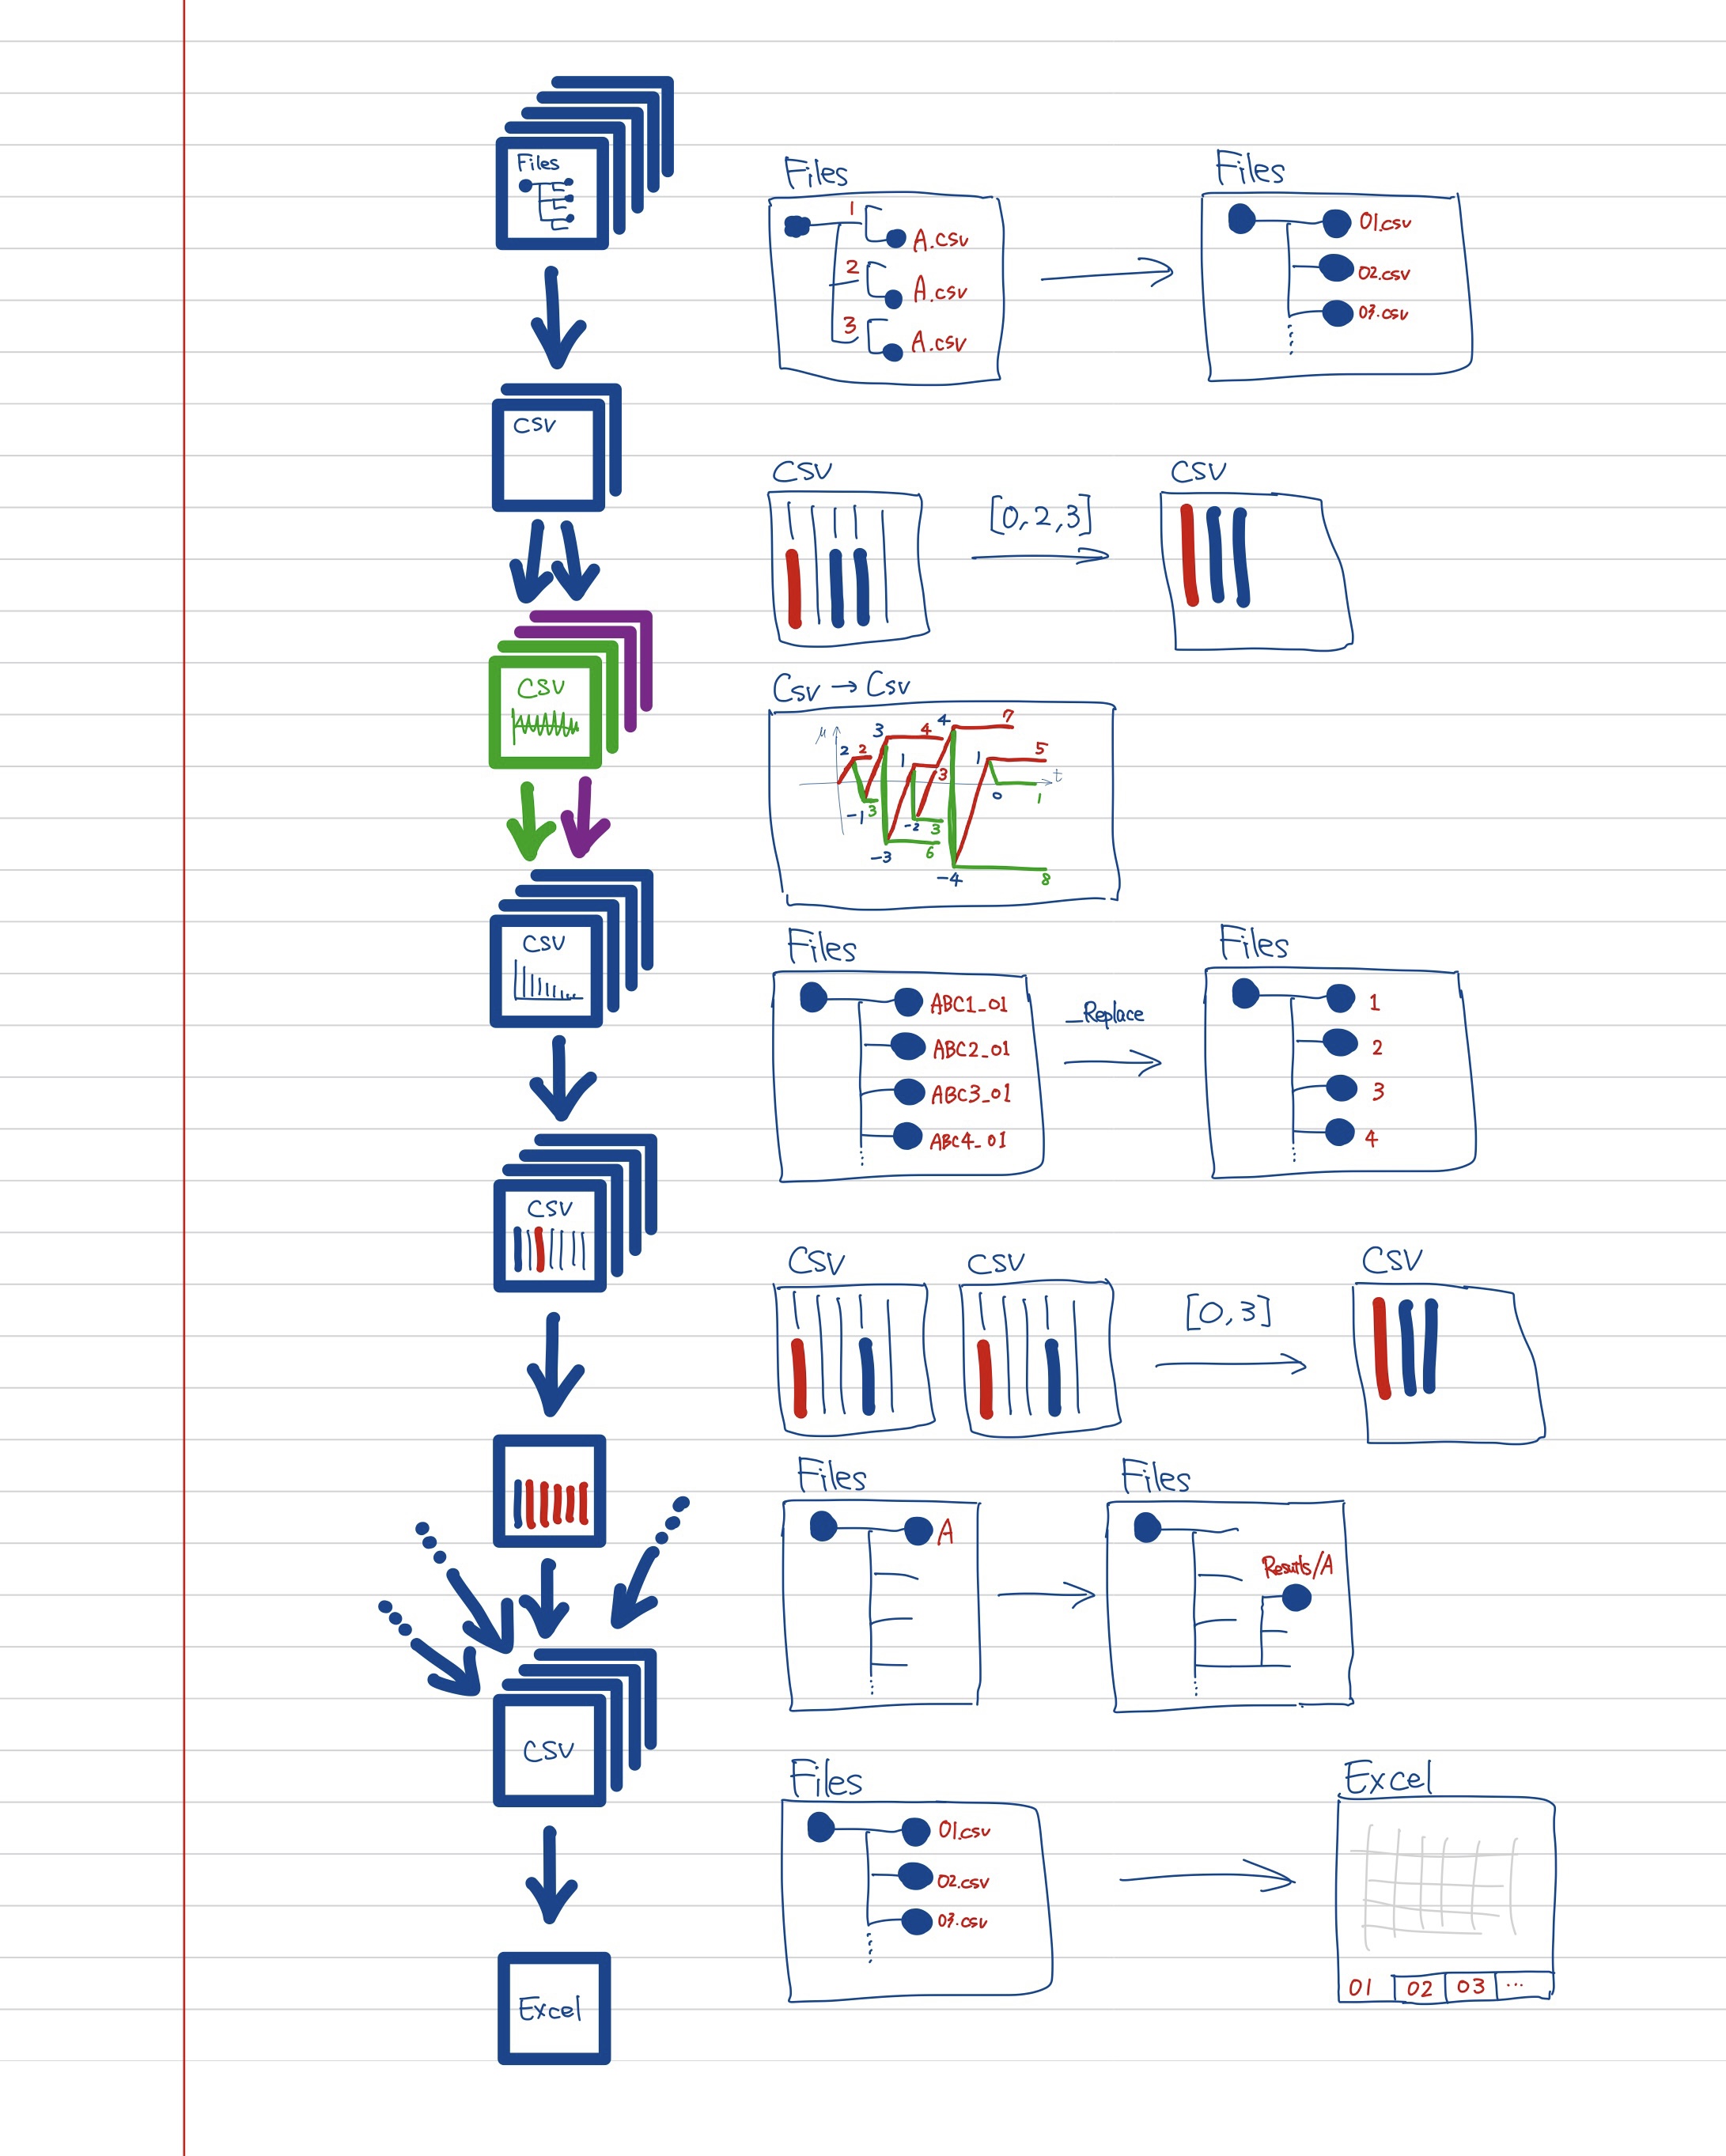 Files
Files
Files
1
A.csv
2
A.csv
3
A.csv
01.csv
02.csv
03.csv
CSV
CSV
[0, 2, 3]
CSV
CSV
Csv → Csv
μ
2
2
3
4
4
7
1
3
1
5
t
-1
3
-2
3
0
1
-3
6
-4
8
CSV
Files
ABC1_01
ABC2_01
ABC3_01
ABC4_01
_Replace
Files
1
2
3
4
CSV
CSV
CSV
[0, 3]
CSV
Files
A
Files
Results/A
CSV
Files
01.csv
02.csv
03.csv
Excel
01 02 03 ...
Excel